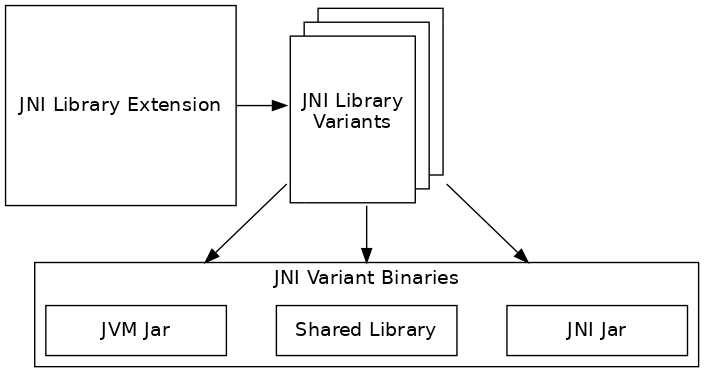 JNI Library Extension
JNI Library
Variants
JNI Variant Binaries
JVM Jar
Shared Library
JNI Jar